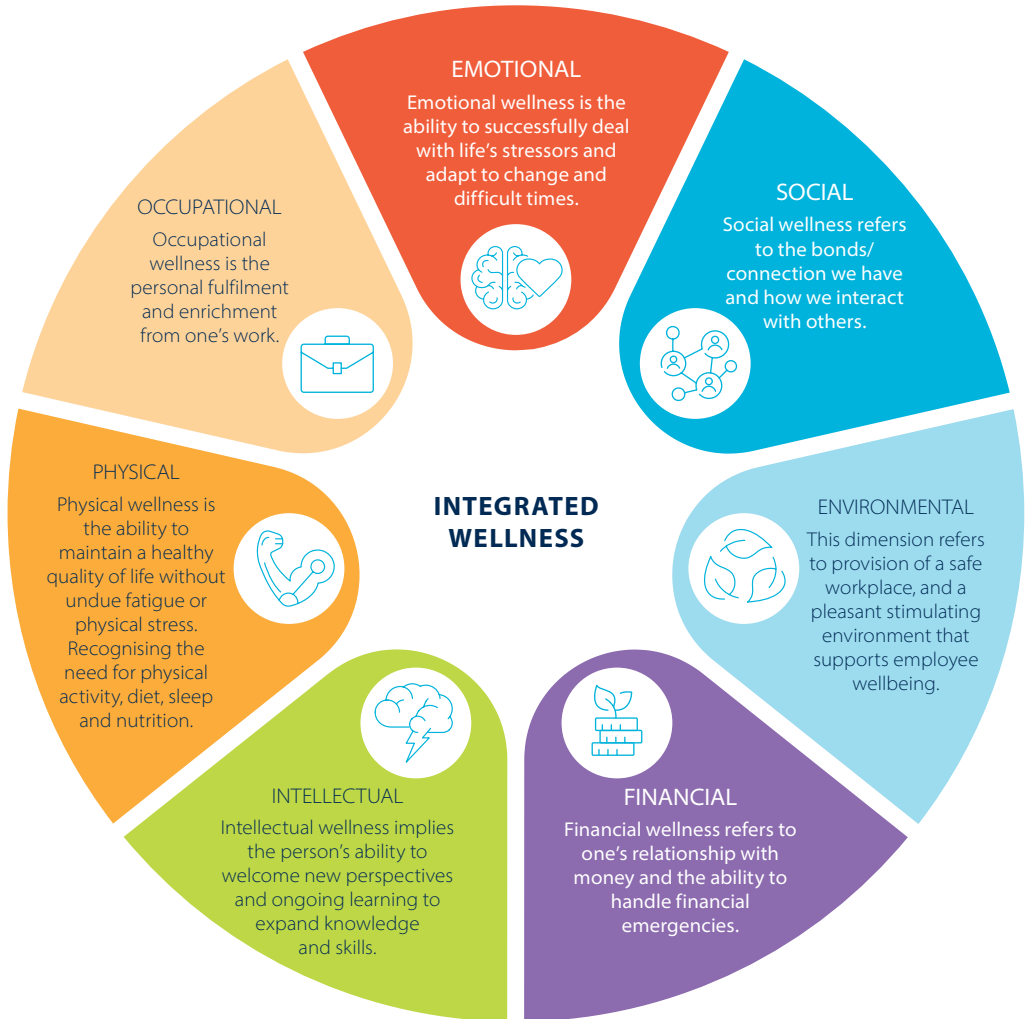 EMOTIONAL
Emotional wellness is the
ability to successfully deal
with life's stressors and
adapt to change and
difficult times.
SOCIAL
Social wellness refers
to the bonds/
connection we have
and how we interact
with others.
ENVIRONMENTAL
This dimension refers
to provision of a safe
workplace, and a
pleasant stimulating
environment that
supports employee
wellbeing.
FINANCIAL
Financial wellness refers to
one's relationship with
money and the ability to
handle financial
emergencies.
INTELLECTUAL
Intellectual wellness implies
the person's ability to
welcome new perspectives
and ongoing learning to
expand knowledge
and skills.
PHYSICAL
Physical wellness is
the ability to
maintain a healthy
quality of life without
undue fatigue or
physical stress.
Recognising the
need for physical
activity, diet, sleep
and nutrition.
OCCUPATIONAL
Occupational
wellness is the
personal fulfilment
and enrichment
from one's work.
INTEGRATED
WELLNESS